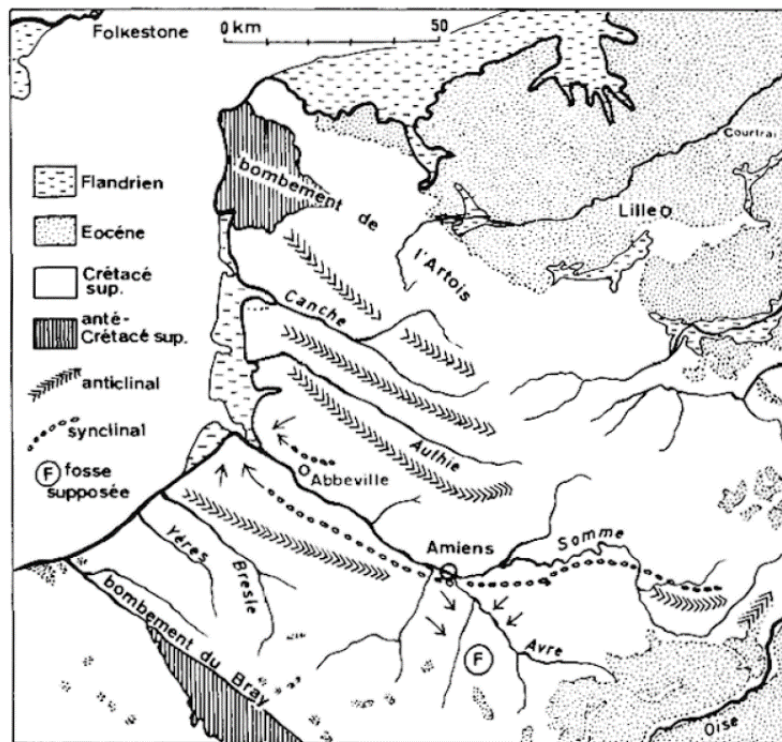 Folkestone
0 km 50
Courtrai
Lille
bombement de
l'Artois
Flandrien
Eocéne
Crétacé
sup.
anté-
Crétacé sup.
anticlinal
synclinal
F fosse
supposée
Canche
Authie
Abbeville
Amiens
Somme
Yéres
Bresle
bombement du Bray
F
Avre
Oise